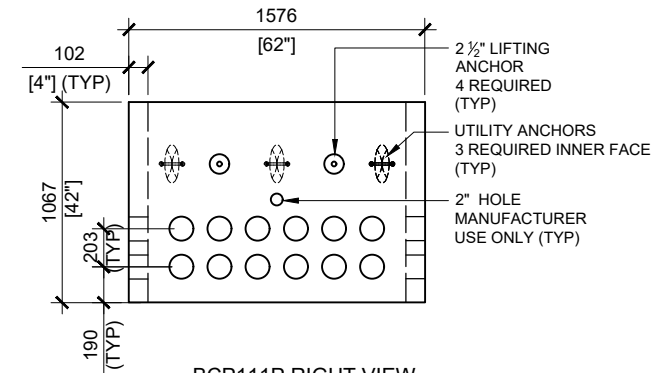 1576
[62"]
102
[4"] (TYP)
2 ½" LIFTING
ANCHOR
4 REQUIRED
(TYP)
UTILITY ANCHORS
3 REQUIRED INNER FACE
(TYP)
2" HOLE
MANUFACTURER
USE ONLY (TYP)
1067
[42"]
203
(TYP)
190
(TYP)